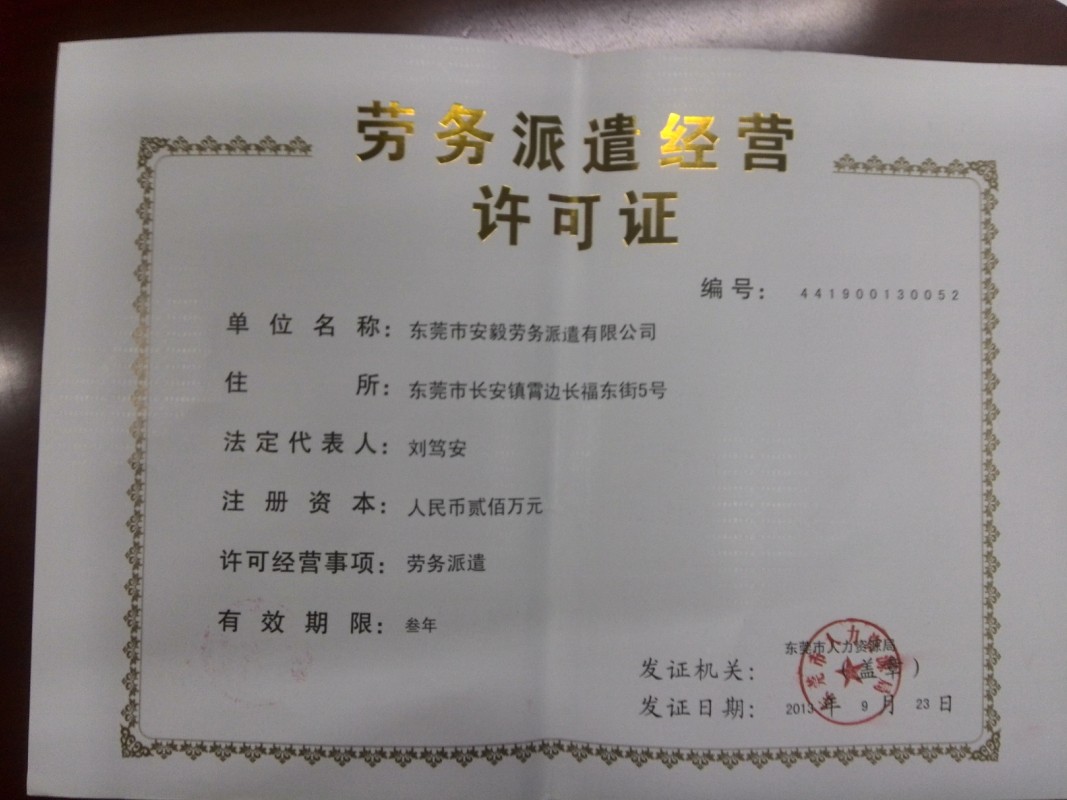 劳务派遣经营
许可证
编号：441900130052
单位名称：东莞市安毅劳务派遣有限公司
住所：东莞市长安镇霄边长福东街5号
法定代表人：刘笃安
注册资本：人民币贰佰万元
许可经营事项：劳务派遣
有效期限：叁年
东莞市人力资源局
发证机关：（盖章）
发证日期：2013年9月23日